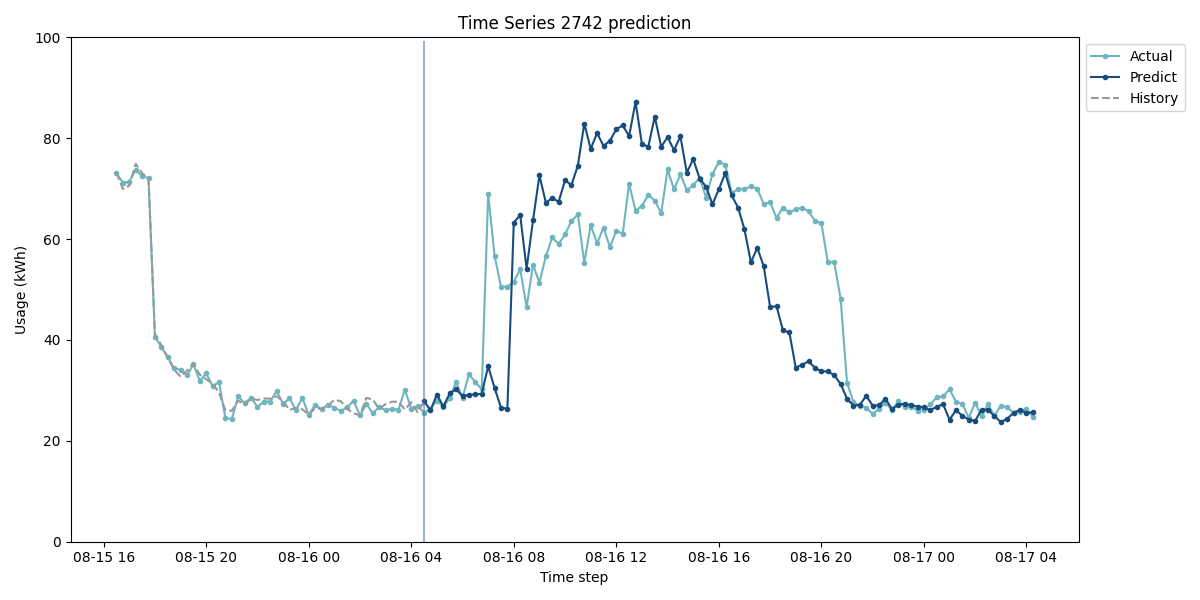 Time Series 2742 prediction
100
80
60
40
20
0
Usage (kWh)
08-15 16
08-15 20
08-16 00
08-16 04
08-16 08
08-16 12
08-16 16
08-16 20
08-17 00
08-17 04
Time step
Actual
Predict
History